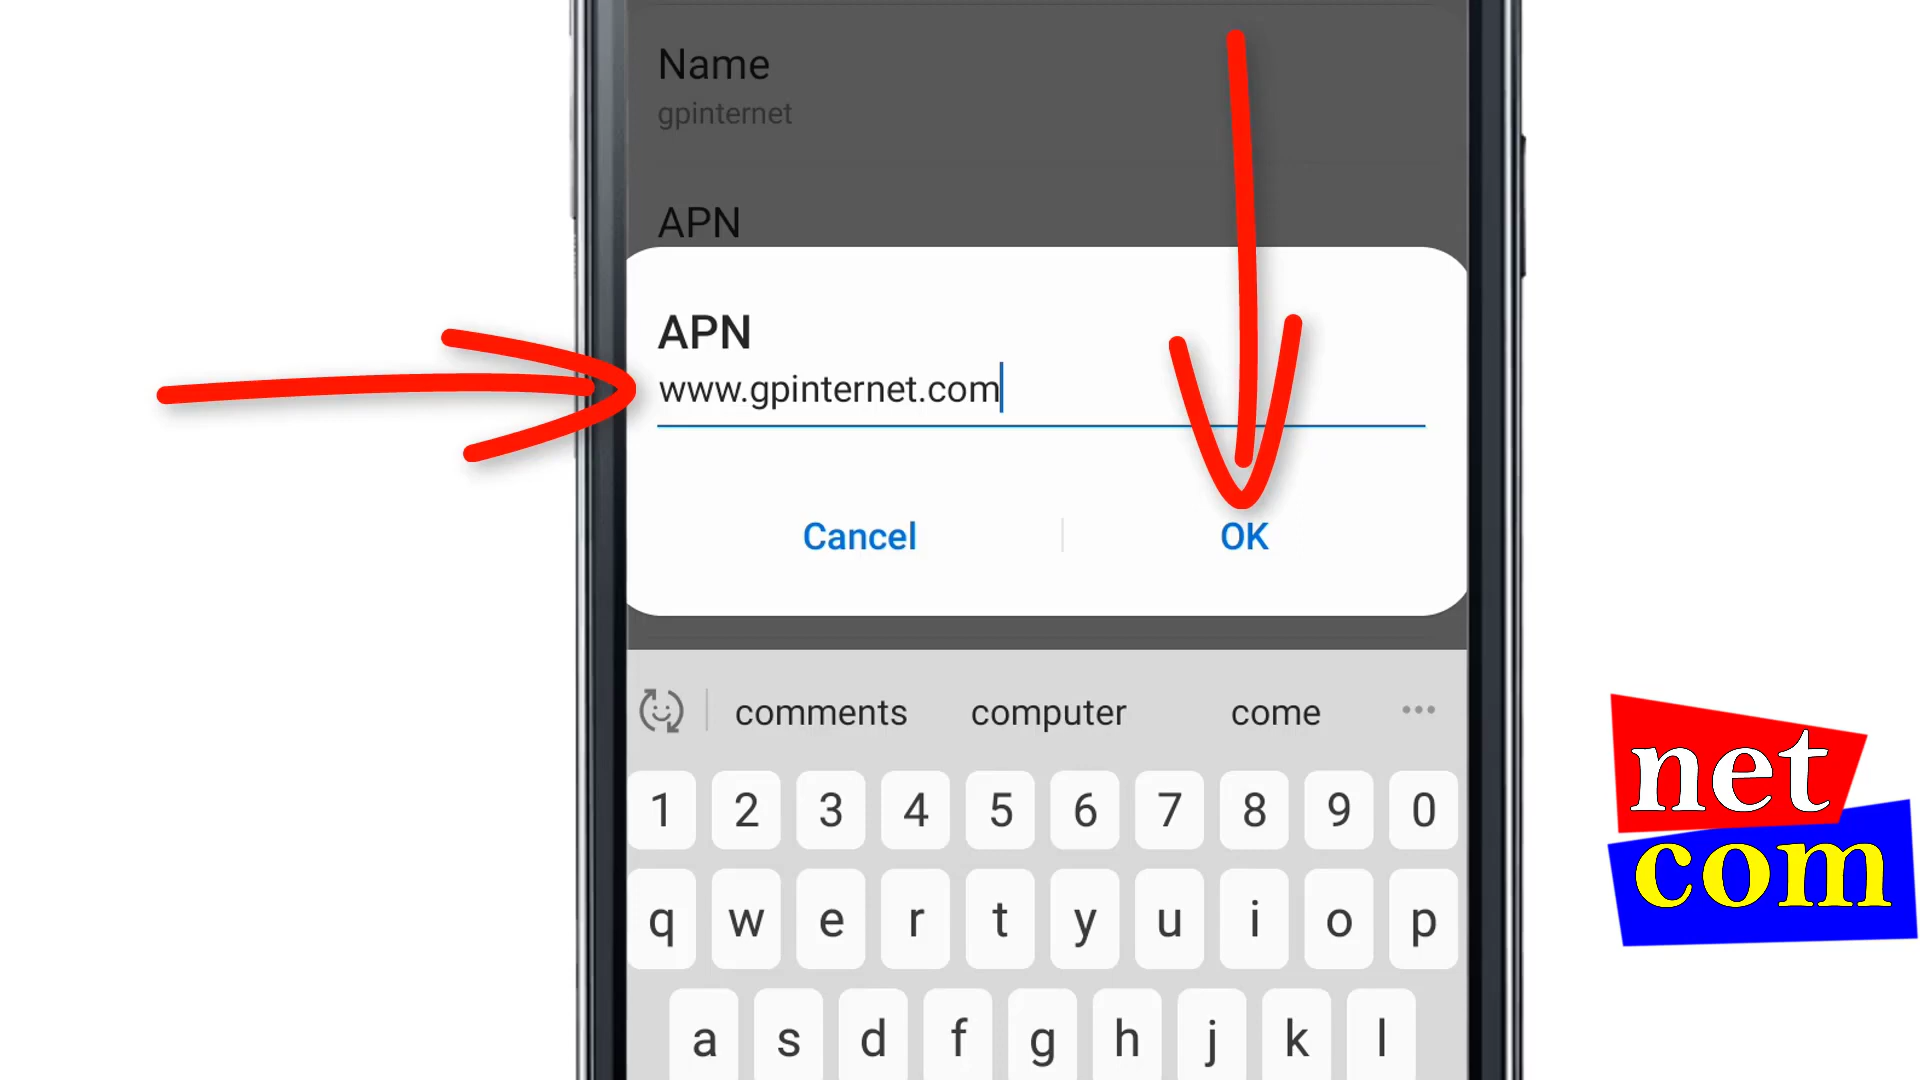 Name
gpinternet
APN
APN
www.gpinternet.com
Cancel OK
comments computer come
1 2 3 4 5 6 7 8 9 0
q w e r t y u i o p
a s d f g h j k l
net
com